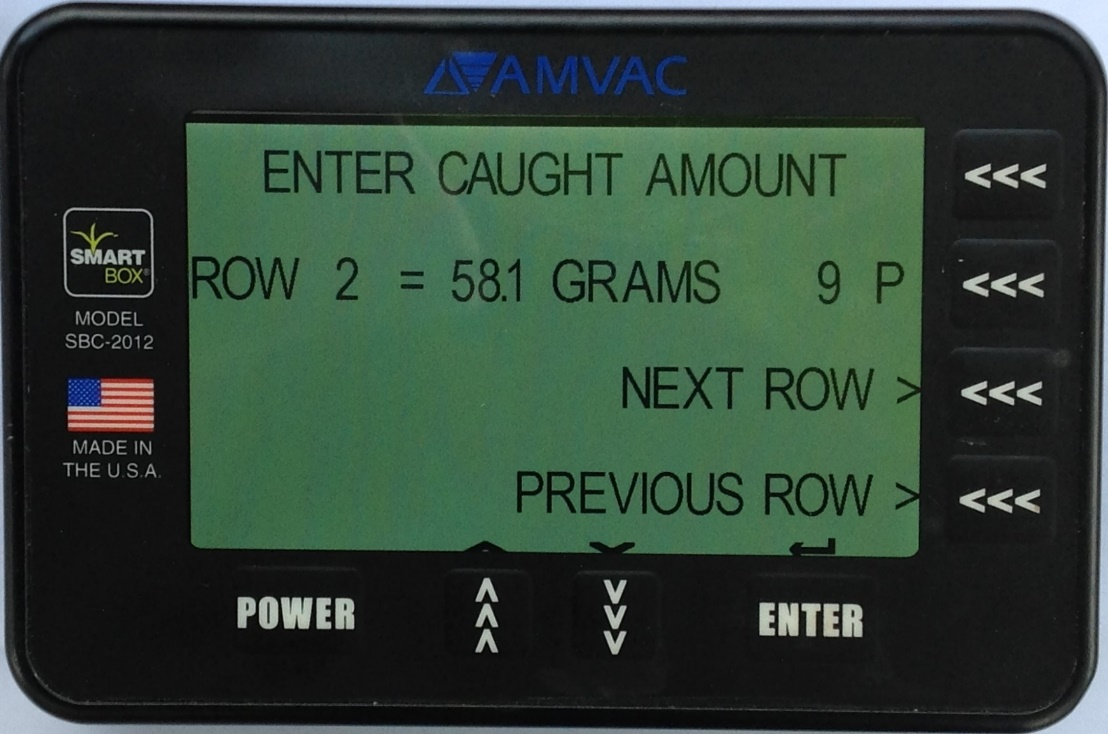 AMVAC
ENTER CAUGHT AMOUNT
<<<
SMART
BOX®
MODEL
SBC-2012
ROW 2 = 58.1 GRAMS 9 P
<<<
NEXT ROW >
<<<
MADE IN
THE U.S.A.
PREVIOUS ROW >
<<<
POWER
ENTER